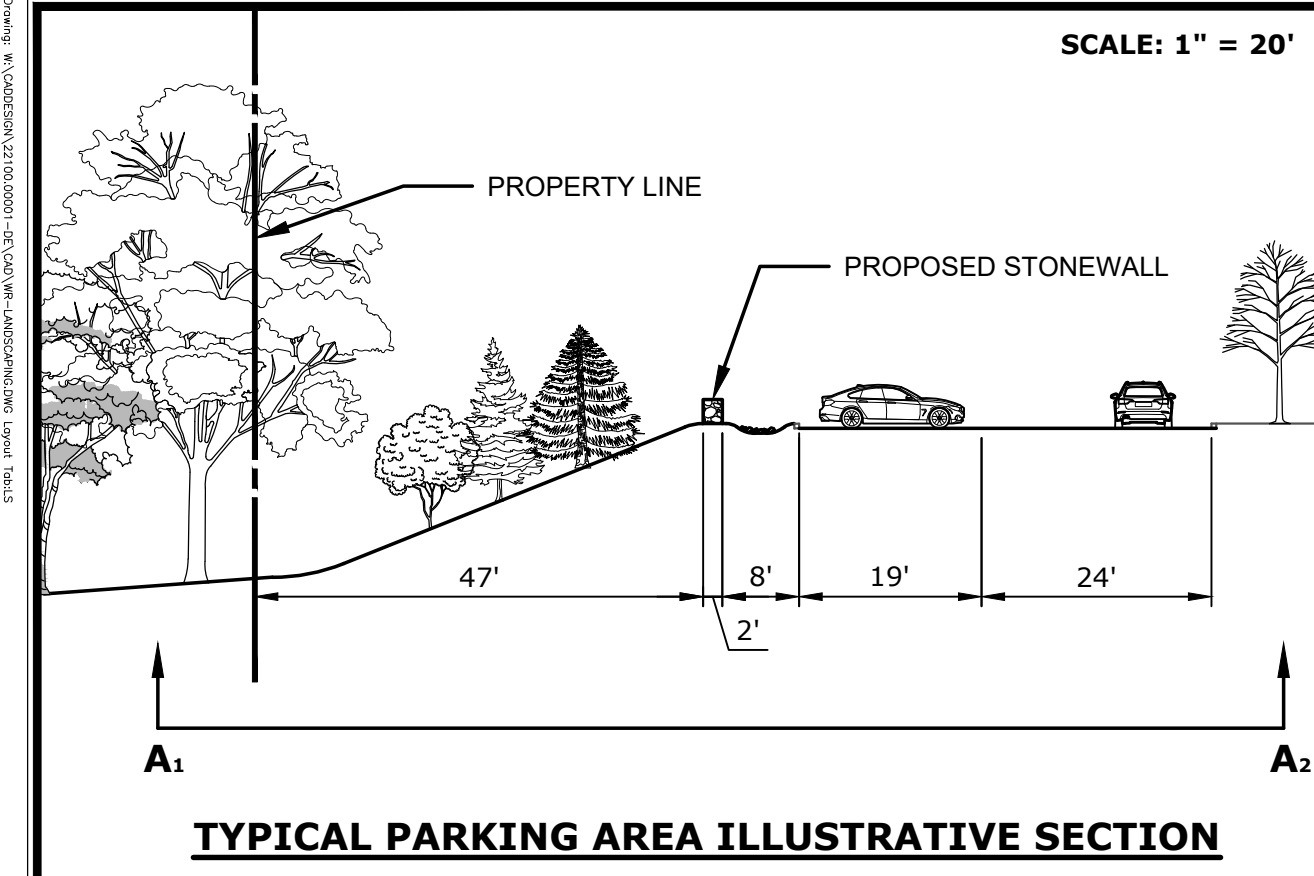 Drawing: W:\CADDESIGN\22100.00001-DE\CAD\WR-LANDSCAPING.DWG Layout Tab:LS
SCALE: 1" = 20'
PROPERTY LINE
PROPOSED STONEWALL
47'
8'
19'
24'
2'
A₁
A₂
TYPICAL PARKING AREA ILLUSTRATIVE SECTION